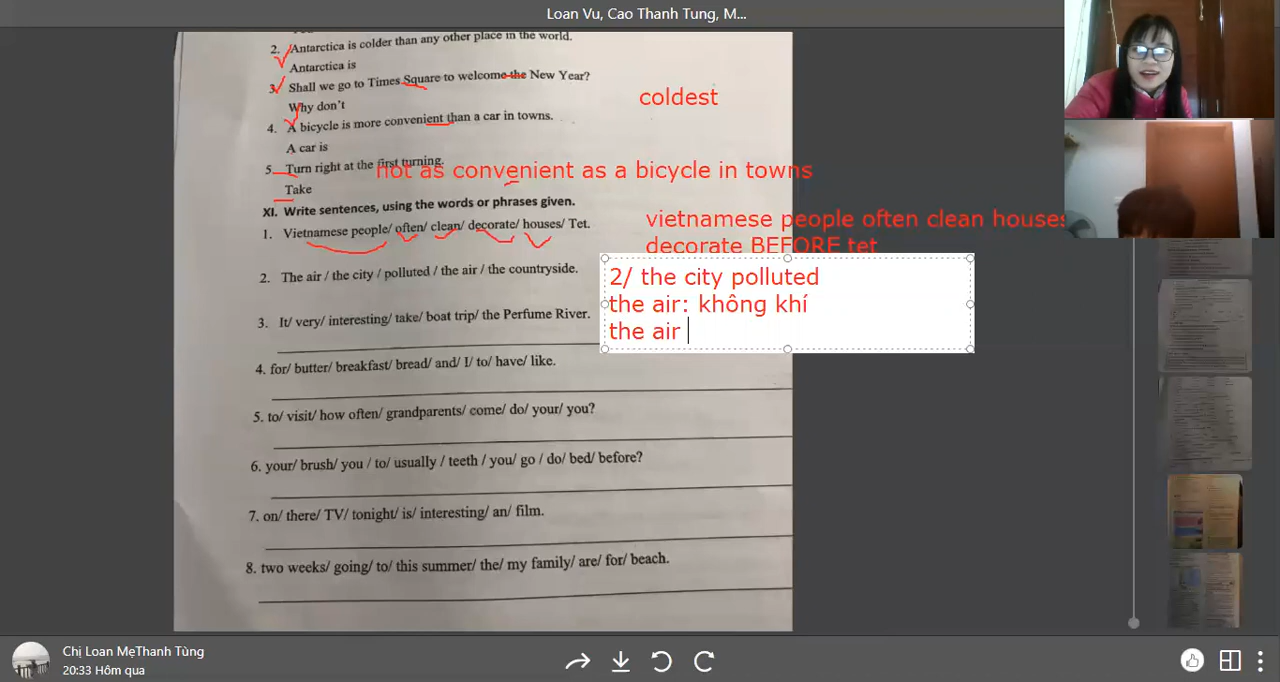 Loan Vu, Cao Thanh Tung, M...
2. Antarctica is colder than any other place in the world.
Antarctica is
3. Shall we go to Times Square to welcome the New Year?
Why don't
4. A bicycle is more convenient than a car in towns.
A car is
5. Turn right at the first turning.
Take
coldest
not as convenient as a bicycle in towns
XI. Write sentences, using the words or phrases given.
1. Vietnamese people/ often/ clean/ decorate/ houses/ Tet.
vietnamese people often clean houses
decorate BEFORE tet
2. The air / the city / polluted / the air / the countryside.
2/ the city polluted
the air: không khí
the air
3. It/ very/ interesting/ take/ boat trip/ the Perfume River.
4. for/ butter/ breakfast/ bread/ and/ I/ to/ have/ like.
5. to/ visit/ how often/ grandparents/ come/ do/ your/ you?
6. your/ brush/ you / to/ usually / teeth / you/ go / do/ bed/ before?
7. on/ there/ TV/ tonight/ is/ interesting/ an/ film.
8. two weeks/ going/ to/ this summer/ the/ my family/ are/ for/ beach.
Chị Loan MẹThanh Tùng
20:33 Hôm qua